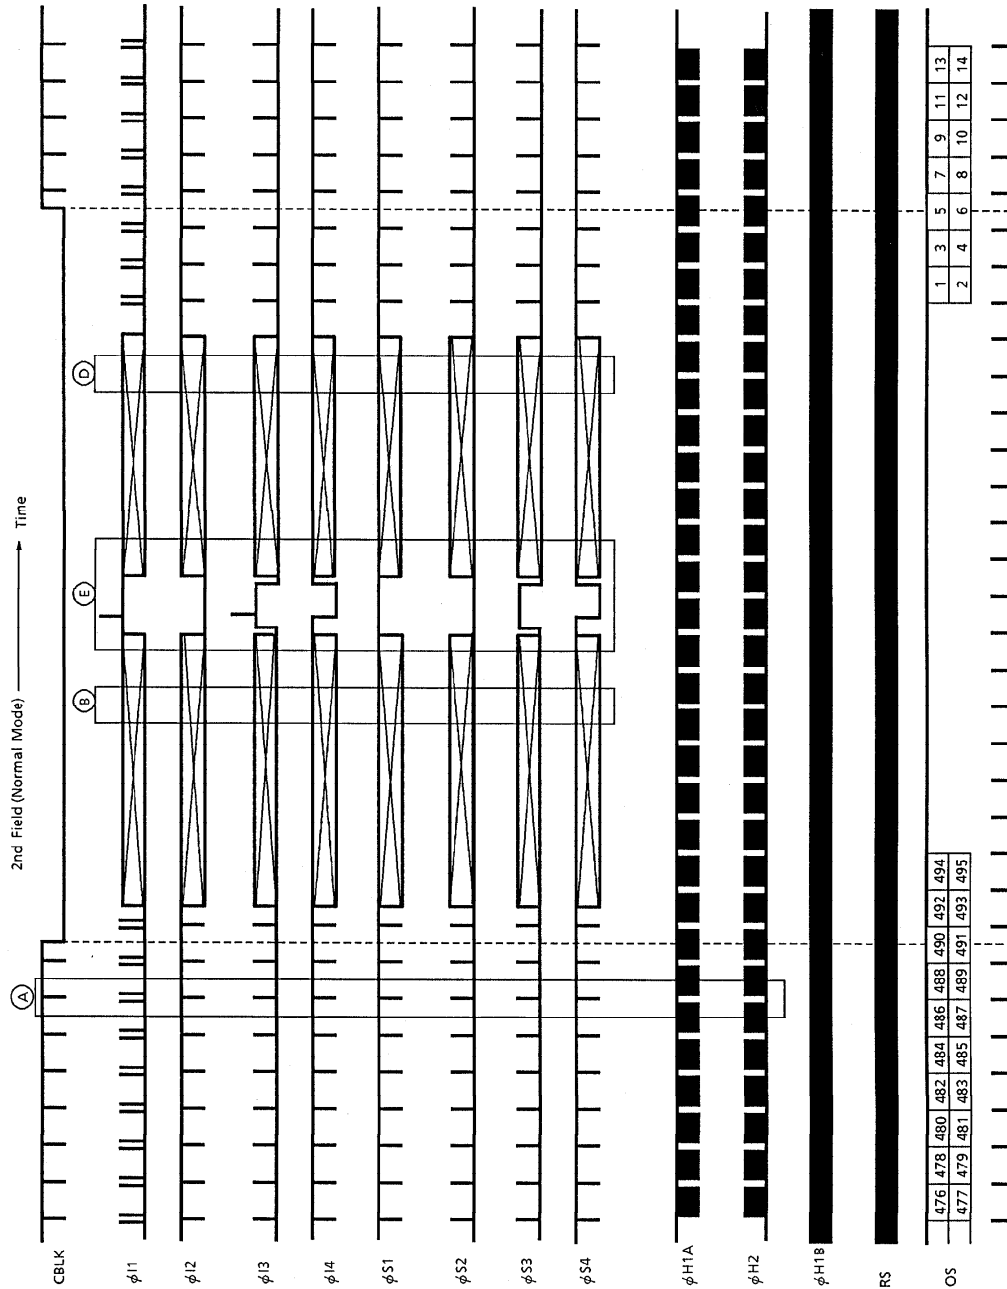 2nd Field (Normal Mode) ⟶ Time
A
CBLK
B E D
φI1
φI2
φI3
φI4
φS1
φS2
φS3
φS4
φH1A
φH2
φH1B
RS
OS
476 478 480 482 484 486 488 490 492 494 1 3 5 7 9 11 13
477 479 481 483 485 487 489 491 493 495 2 4 6 8 10 12 14